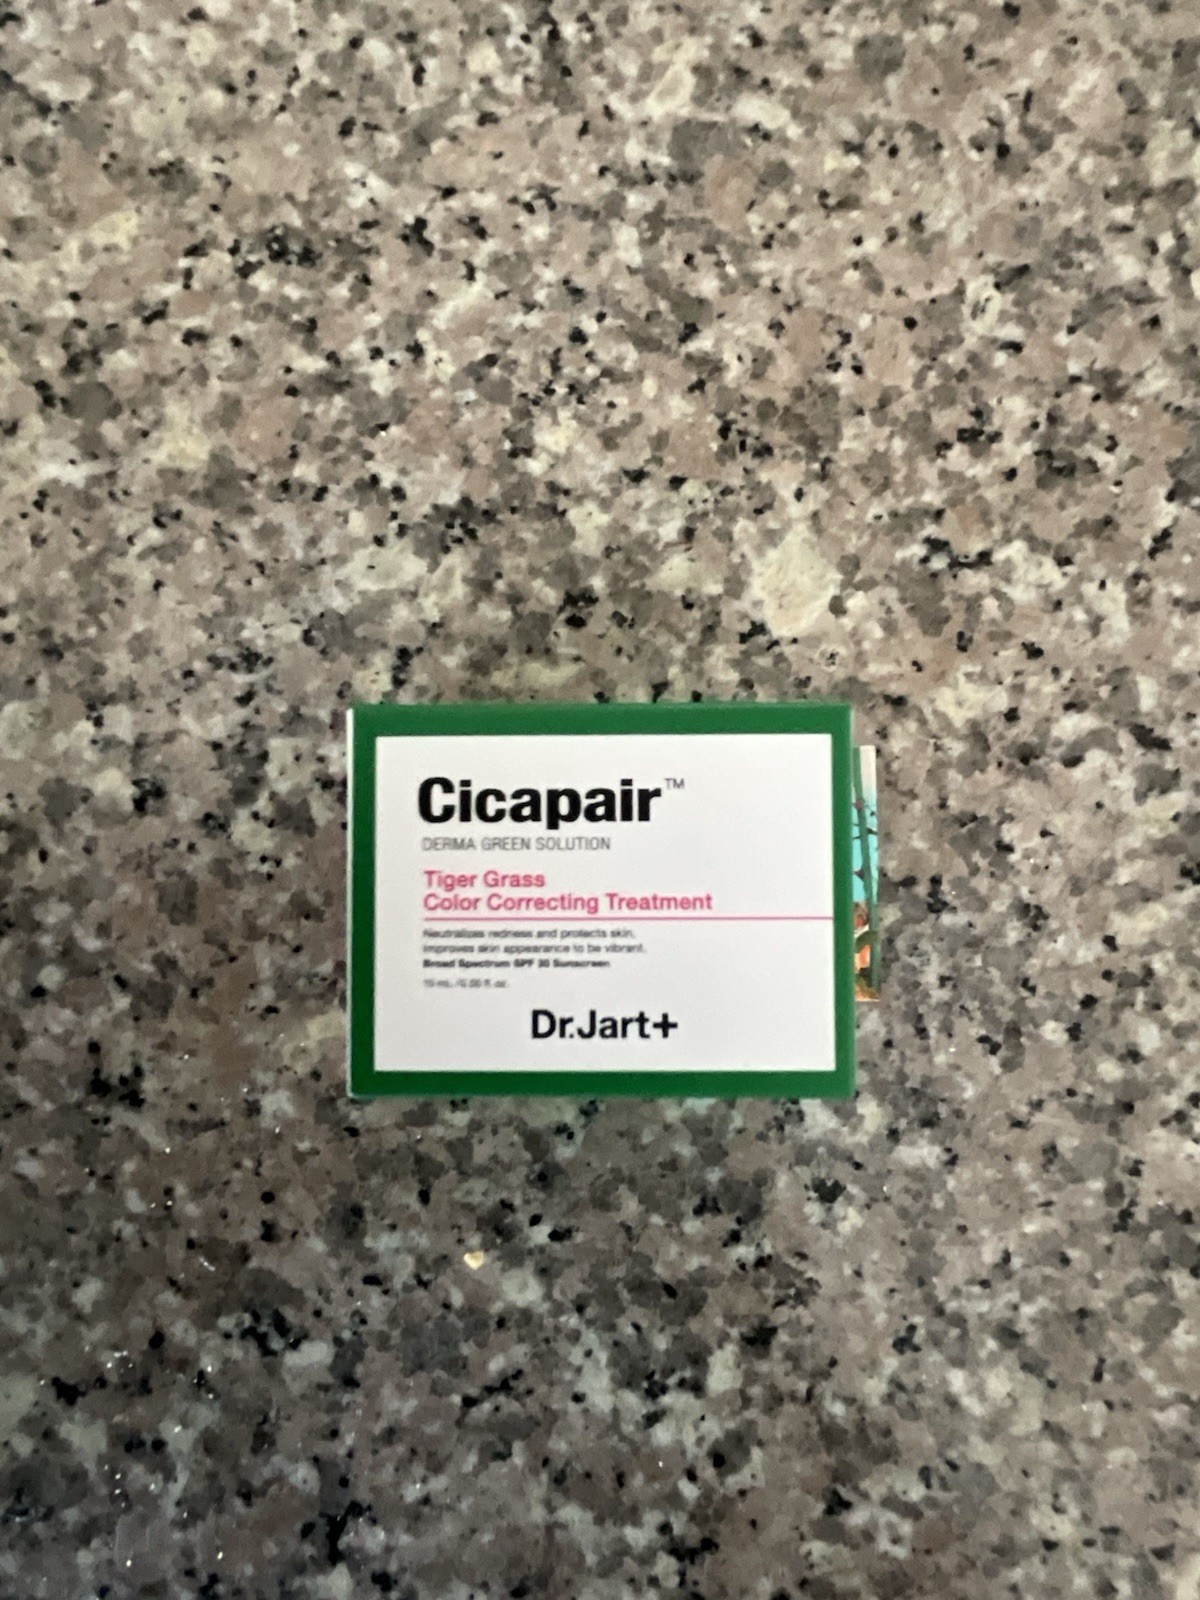 Cicapair™
DERMA GREEN SOLUTION
Tiger Grass
Color Correcting Treatment
Neutralizes redness and protects skin,
improves skin appearance to be vibrant.
Broad Spectrum SPF 30 Sunscreen
Dr.Jart+